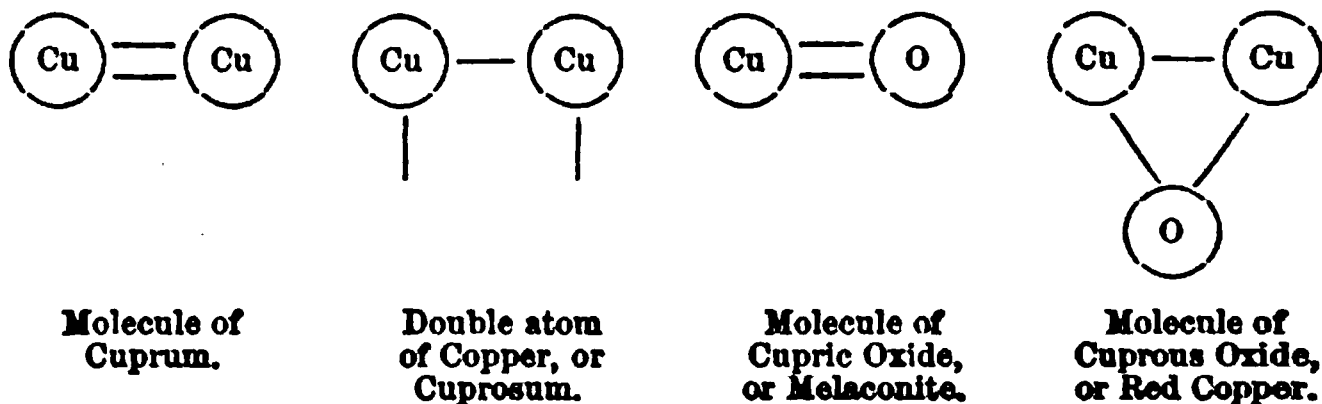 Cu Cu
Cu Cu
Cu O
Cu Cu
O
Molecule of
Cuprum.
Double atom
of Copper, or
Cuprosum.
Molecule of
Cupric Oxide,
or Melaconite.
Molecule of
Cuprous Oxide,
or Red Copper.